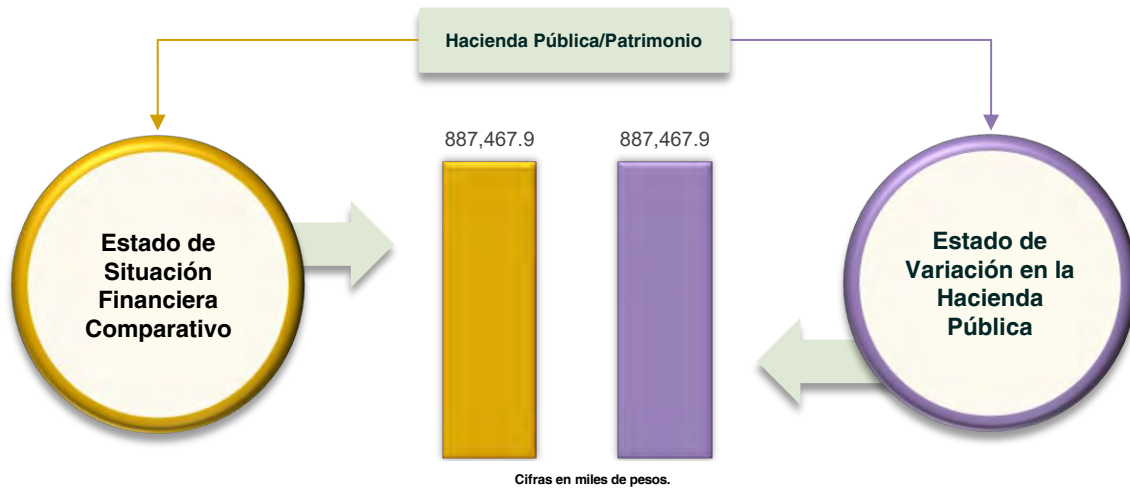 Hacienda Pública/Patrimonio
887,467.9
887,467.9
Estado de
Situación
Financiera
Comparativo
Estado de
Variación en la
Hacienda
Pública
Cifras en miles de pesos.